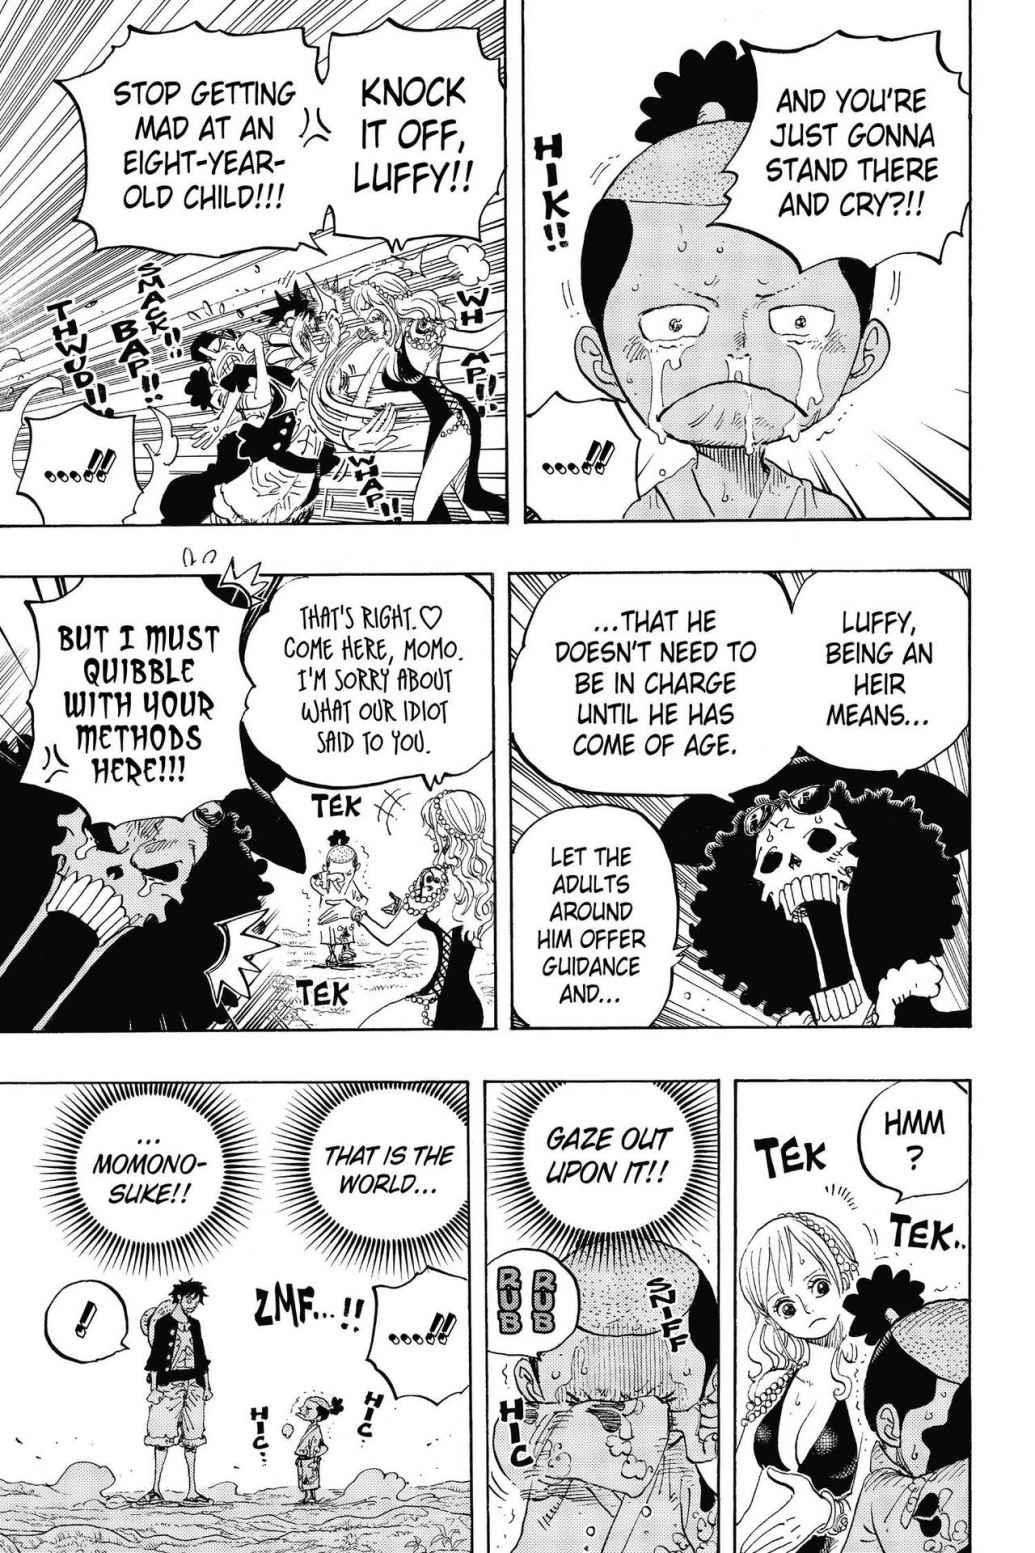 AND YOU'RE
JUST GONNA
STAND THERE
AND CRY?!!
HIK!!
...!!
KNOCK
IT OFF,
LUFFY!!
STOP GETTING
MAD AT AN
EIGHT-YEAR-
OLD CHILD!!!
WHAP!!
SMACK!!
BAP!!
THWUD!!
WHAP!!
...!!
LUFFY,
BEING AN
HEIR
MEANS...
...THAT HE
DOESN'T NEED TO
BE IN CHARGE
UNTIL HE HAS
COME OF AGE.
LET THE
ADULTS
AROUND
HIM OFFER
GUIDANCE
AND...
THAT'S RIGHT.♡
COME HERE, MOMO.
I'M SORRY ABOUT
WHAT OUR IDIOT
SAID TO YOU.
TEK
TEK
BUT I MUST
QUIBBLE
WITH YOUR
METHODS
HERE!!!
HMM
?
TEK
TEK..
GAZE OUT
UPON IT!!
RUB
RUB
SNIFF
HIC
THAT IS THE
WORLD...
...
MOMONO-
SUKE!!
...!!
ZMF...!!
HIC
HIC..
!